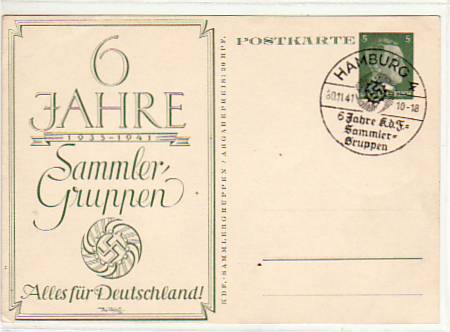 6
JAHRE
1935-1941
Sammler-
Gruppen
Alles für Deutschland!
KDF.-SAMMLERGRUPPEN / ABGABEPREIS: 20 RPF.
POSTKARTE
5 5
HAMBURG
30.11.41 10-18
6 Jahre K.d.F.=
Sammler=
Gruppen